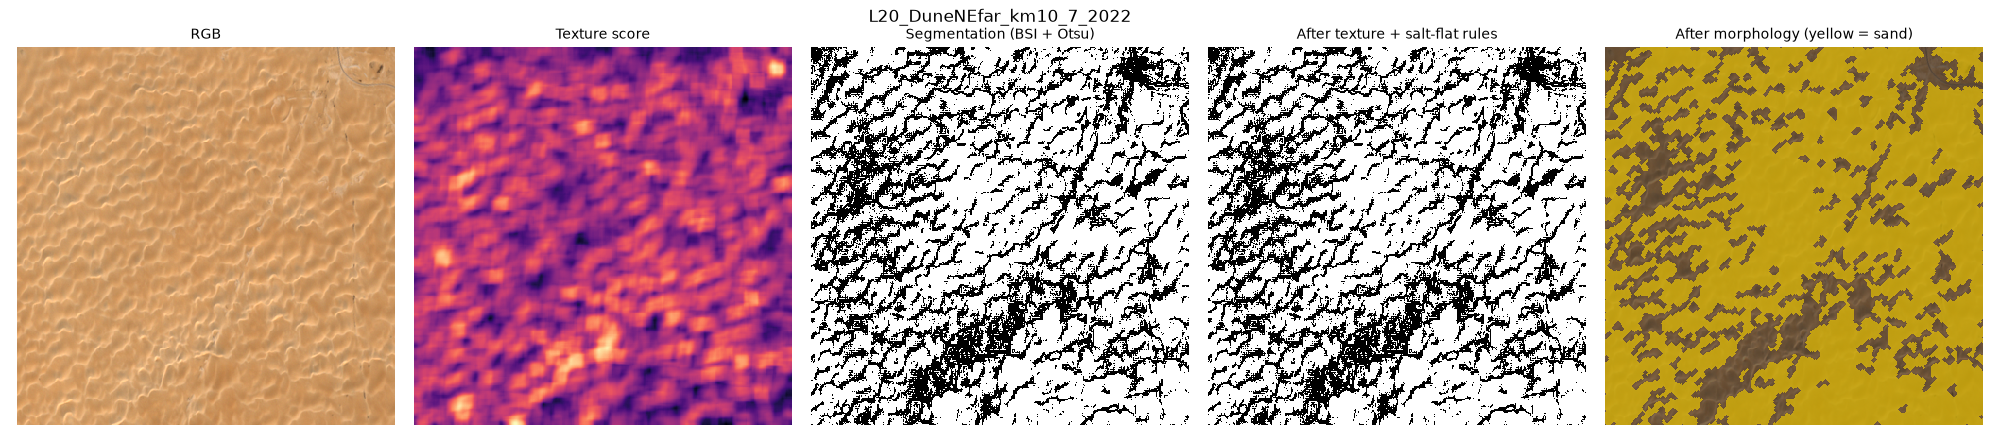 L20_DuneNEfar_km10_7_2022
RGB
Texture score
Segmentation (BSI + Otsu)
After texture + salt-flat rules
After morphology (yellow = sand)